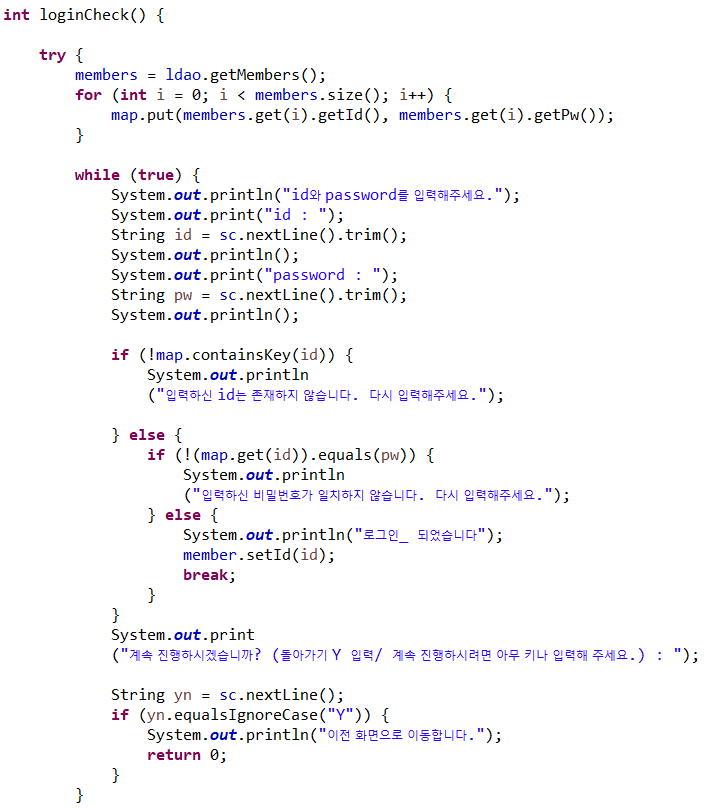 int loginCheck() {
try {
members = ldao.getMembers();
for (int i = 0; i < members.size(); i++) {
map.put(members.get(i).getId(), members.get(i).getPw());
}
while (true) {
System.out.println("id와 password를 입력해주세요.");
System.out.print("id : ");
String id = sc.nextLine().trim();
System.out.println();
System.out.print("password : ");
String pw = sc.nextLine().trim();
System.out.println();
if (!map.containsKey(id)) {
System.out.println
("입력하신 id는 존재하지 않습니다. 다시 입력해주세요.");
} else {
if (!(map.get(id)).equals(pw)) {
System.out.println
("입력하신 비밀번호가 일치하지 않습니다. 다시 입력해주세요.");
} else {
System.out.println("로그인_ 되었습니다");
member.setId(id);
break;
}
}
System.out.print
("계속 진행하시겠습니까? (돌아가기 Y 입력/ 계속 진행하시려면 아무 키나 입력해 주세요.) : ");
String yn = sc.nextLine();
if (yn.equalsIgnoreCase("Y")) {
System.out.println("이전 화면으로 이동합니다.");
return 0;
}
}